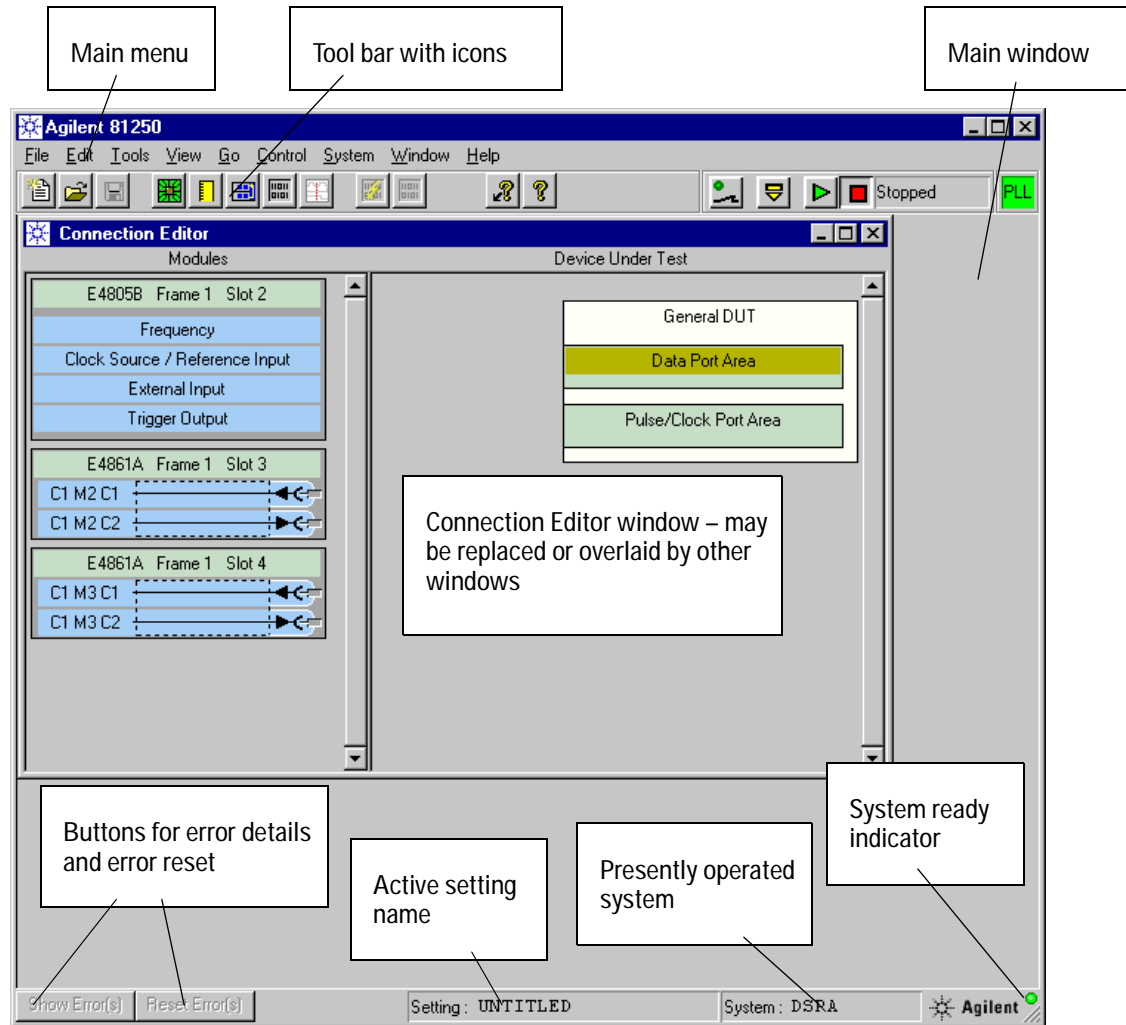 Main menu
Tool bar with icons
Main window
Agilent 81250
File Edit Tools View Go Control System Window Help
Stopped
PLL
Connection Editor
Modules
Device Under Test
E4805B Frame 1 Slot 2
Frequency
Clock Source / Reference Input
External Input
Trigger Output
E4861A Frame 1 Slot 3
C1 M2 C1
C1 M2 C2
E4861A Frame 1 Slot 4
C1 M3 C1
C1 M3 C2
General DUT
Data Port Area
Pulse/Clock Port Area
Connection Editor window – may
be replaced or overlaid by other
windows
Buttons for error details
and error reset
Active setting
name
Presently operated
system
System ready
indicator
Show Error(s) Reset Error(s)
Setting : UNTITLED
System : DSRA
Agilent